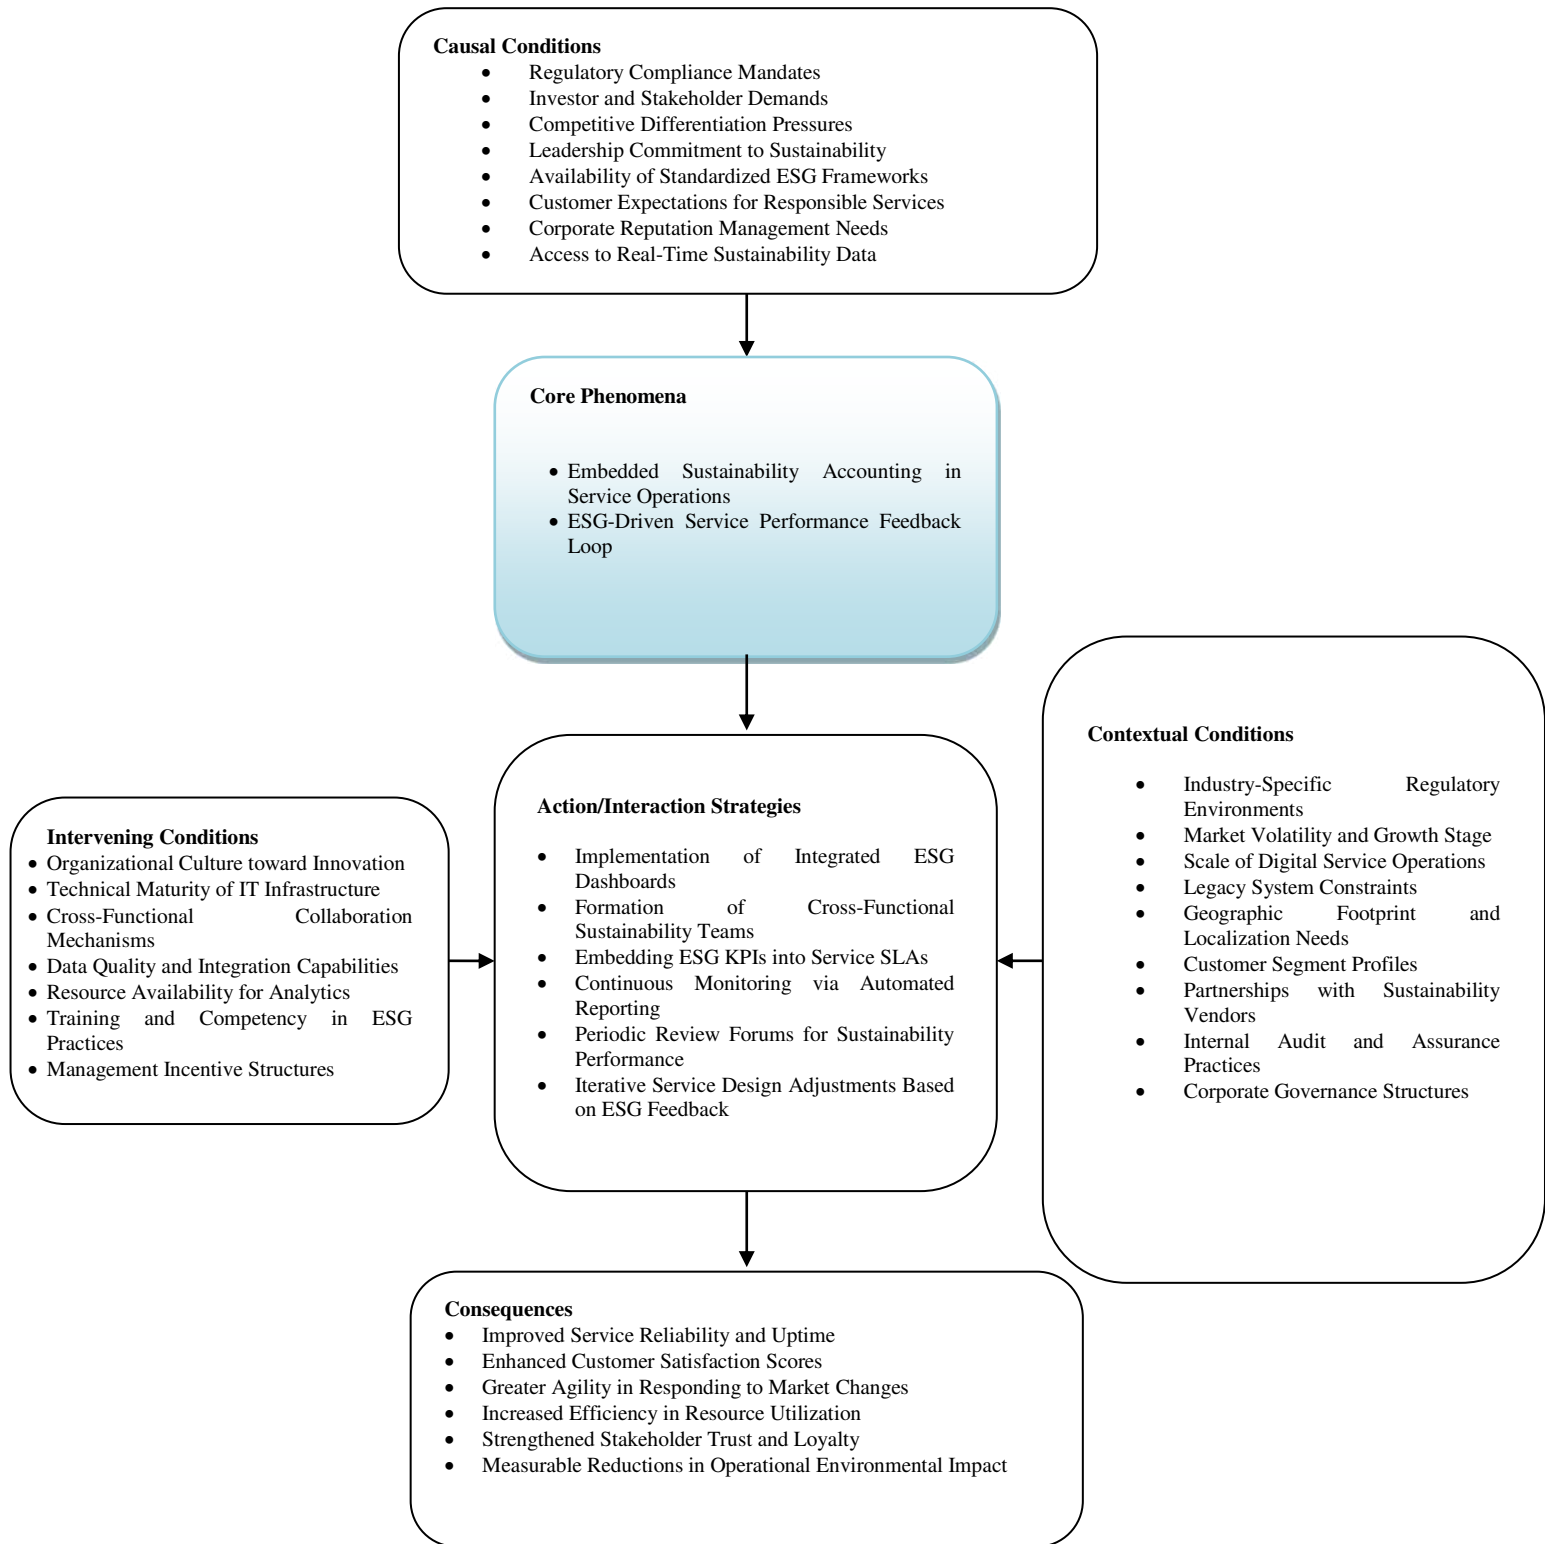 Causal Conditions
• Regulatory Compliance Mandates
• Investor and Stakeholder Demands
• Competitive Differentiation Pressures
• Leadership Commitment to Sustainability
• Availability of Standardized ESG Frameworks
• Customer Expectations for Responsible Services
• Corporate Reputation Management Needs
• Access to Real-Time Sustainability Data
Core Phenomena
• Embedded Sustainability Accounting in
Service Operations
• ESG-Driven Service Performance Feedback
Loop
Intervening Conditions
• Organizational Culture toward Innovation
• Technical Maturity of IT Infrastructure
• Cross-Functional Collaboration
Mechanisms
• Data Quality and Integration Capabilities
• Resource Availability for Analytics
• Training and Competency in ESG
Practices
• Management Incentive Structures
Action/Interaction Strategies
• Implementation of Integrated ESG
Dashboards
• Formation of Cross-Functional
Sustainability Teams
• Embedding ESG KPIs into Service SLAs
• Continuous Monitoring via Automated
Reporting
• Periodic Review Forums for Sustainability
Performance
• Iterative Service Design Adjustments Based
on ESG Feedback
Contextual Conditions
• Industry-Specific Regulatory
Environments
• Market Volatility and Growth Stage
• Scale of Digital Service Operations
• Legacy System Constraints
• Geographic Footprint and
Localization Needs
• Customer Segment Profiles
• Partnerships with Sustainability
Vendors
• Internal Audit and Assurance
Practices
• Corporate Governance Structures
Consequences
• Improved Service Reliability and Uptime
• Enhanced Customer Satisfaction Scores
• Greater Agility in Responding to Market Changes
• Increased Efficiency in Resource Utilization
• Strengthened Stakeholder Trust and Loyalty
• Measurable Reductions in Operational Environmental Impact